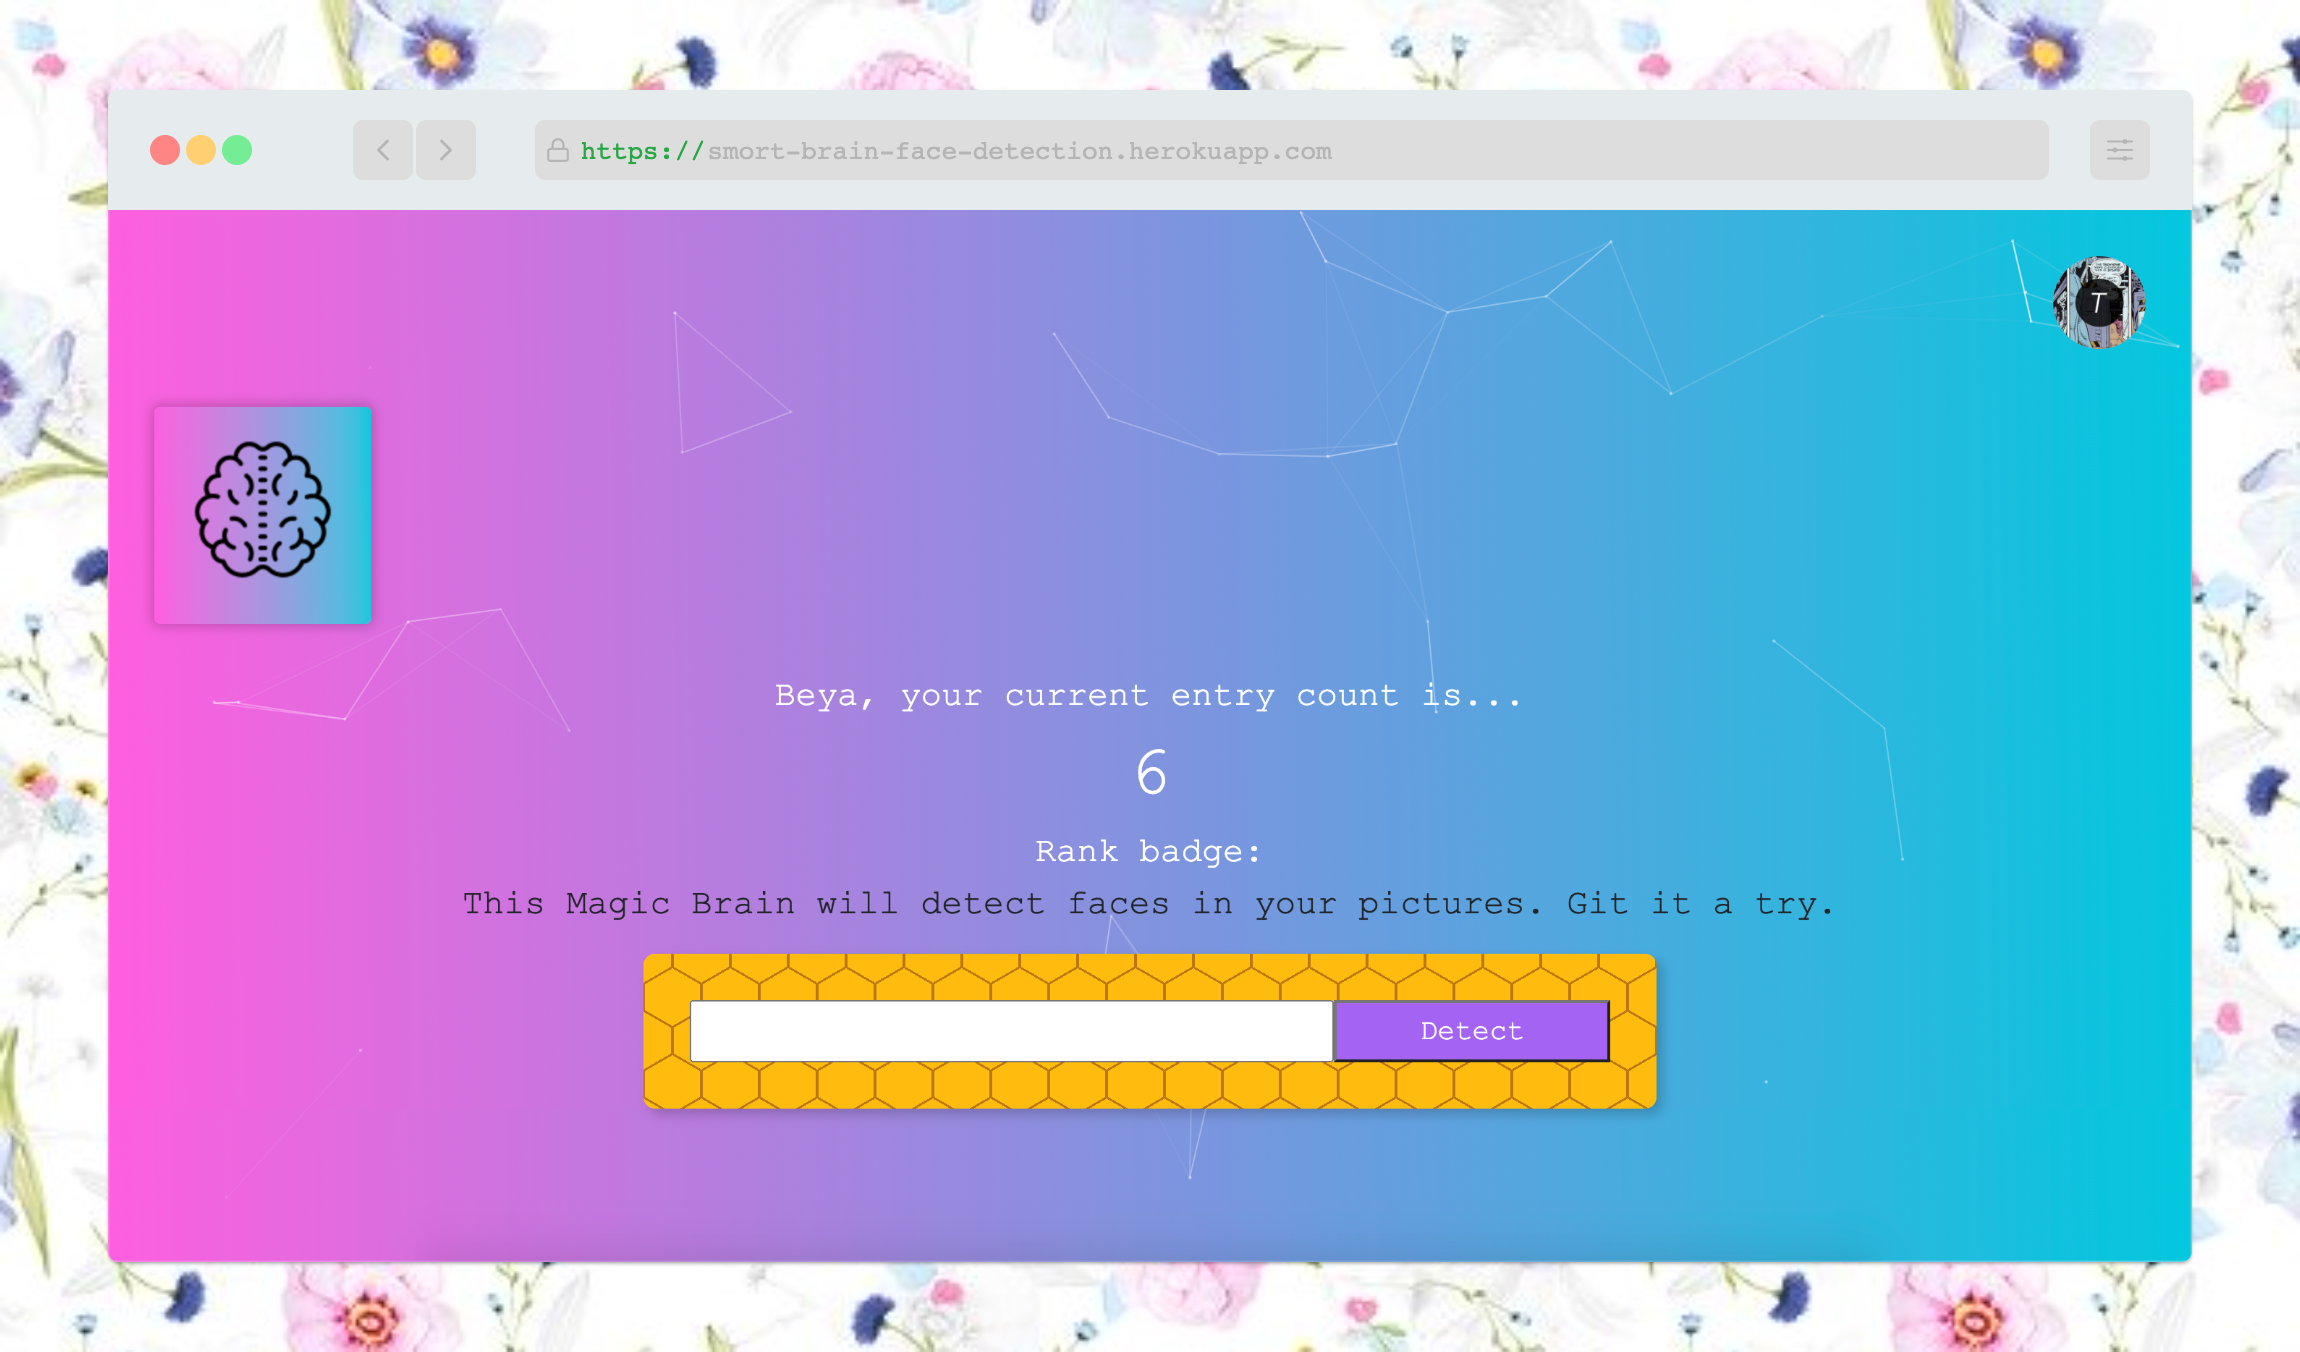 https://smort-brain-face-detection.herokuapp.com
T
Beya, your current entry count is...
6
Rank badge:
This Magic Brain will detect faces in your pictures. Git it a try.
Detect